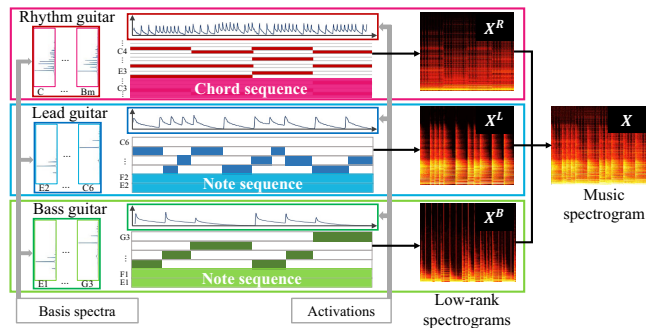 Rhythm guitar
C
...
Bm
⋮
C4
⋮
E3
⋮
C3
⋮
Chord sequence
X^R
Lead guitar
E2
...
C6
C6
⋮
F2
E2
Note sequence
X^L
X
Music
spectrogram
Bass guitar
E1
...
G3
G3
⋮
F1
E1
Note sequence
X^B
Basis spectra
Activations
Low-rank
spectrograms